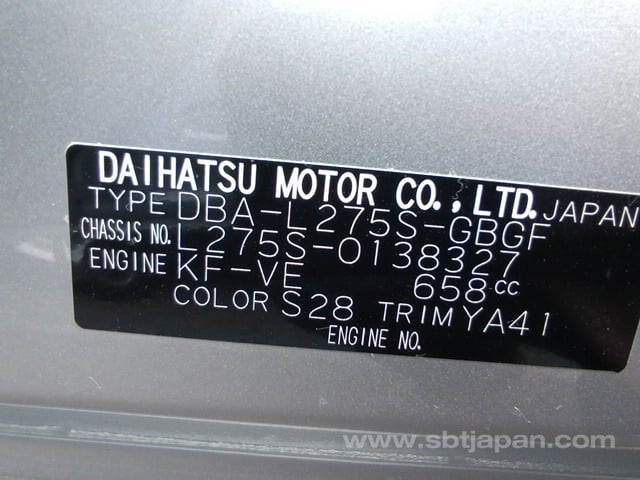 DAIHATSU MOTOR CO., LTD. JAPAN
TYPE DBA-L275S-GBGF
CHASSIS NO. L275S-0138327
ENGINE KF-VE 658cc
COLOR S28 TRIM YA41
ENGINE NO.
www.sbtjapan.com